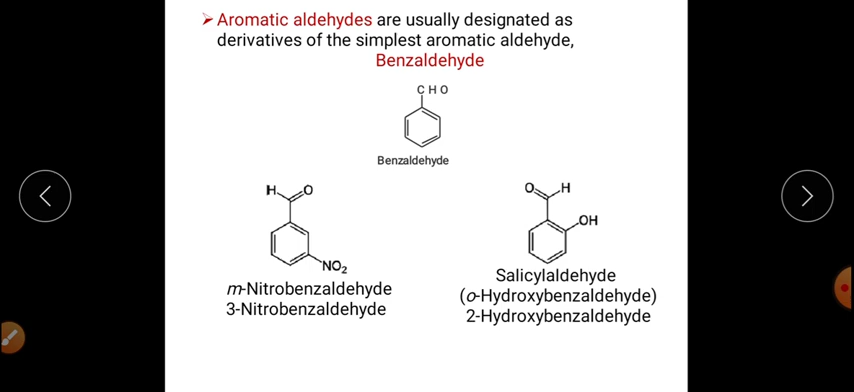 ➢ Aromatic aldehydes are usually designated as
derivatives of the simplest aromatic aldehyde,
Benzaldehyde
CHO
Benzaldehyde
H O
O H
OH
NO2
m-Nitrobenzaldehyde
3-Nitrobenzaldehyde
Salicylaldehyde
(o-Hydroxybenzaldehyde)
2-Hydroxybenzaldehyde